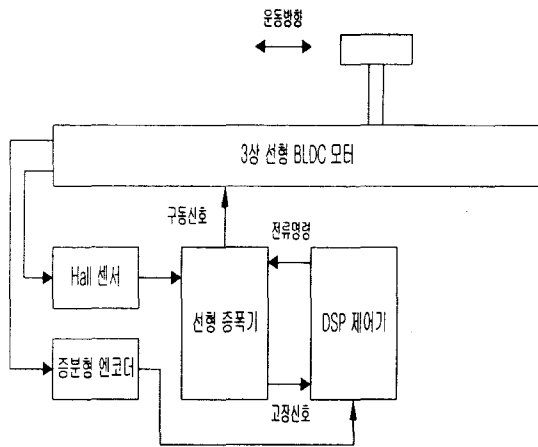 운동방향
3상 선형 BLDC 모터
구동신호
전류명령
Hall 센서
선형 증폭기
DSP 제어기
증분형 엔코더
고장신호